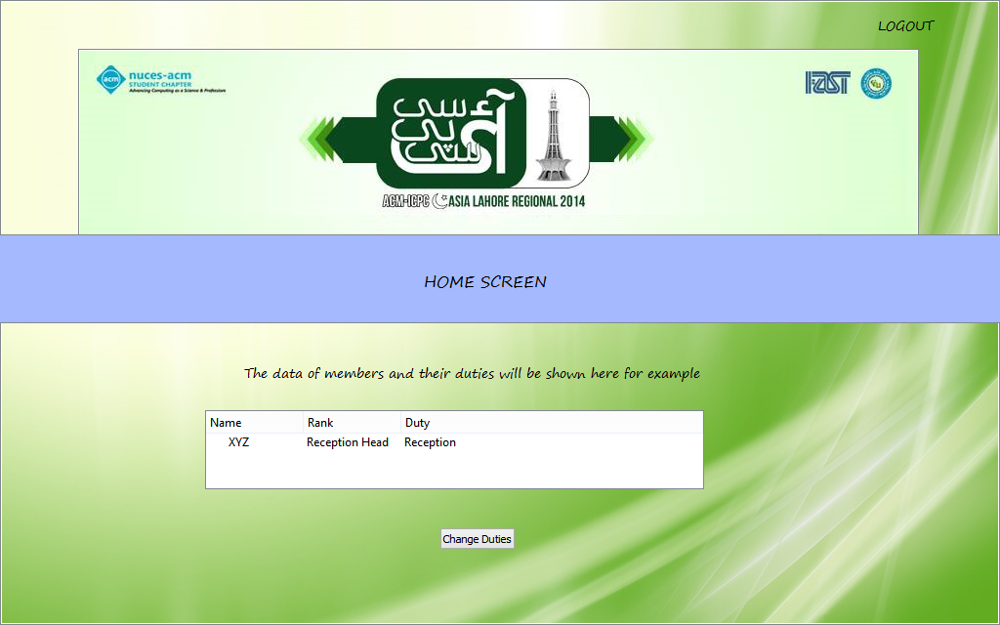 LOGOUT
acm
nuces-acm
STUDENT CHAPTER
Advancing Computing as a Science & Profession
FAST
آئی سی پی سی
ACM-ICPC ASIA LAHORE REGIONAL 2014
HOME SCREEN
The data of members and their duties will be shown here for example
Name Rank Duty
XYZ Reception Head Reception
Change Duties